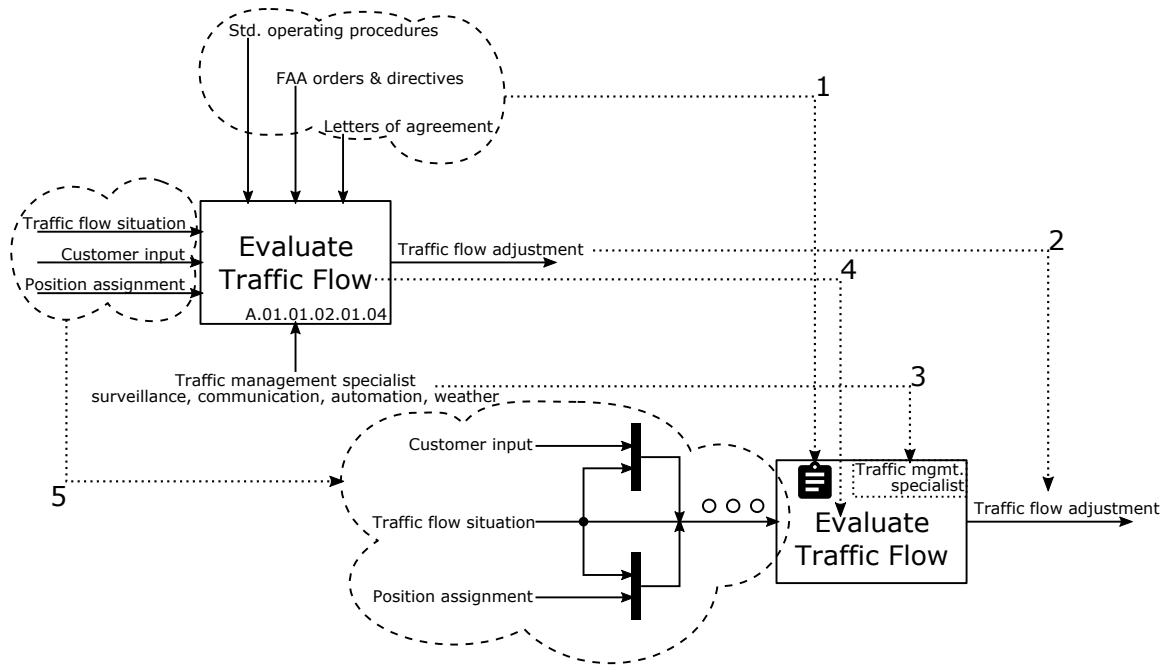 Std. operating procedures
FAA orders & directives
Letters of agreement
1
Traffic flow situation
Customer input
Position assignment
Evaluate
Traffic Flow
A.01.01.02.01.04
Traffic flow adjustment
2
4
Traffic management specialist
surveillance, communication, automation, weather
3
5
Customer input
Traffic flow situation
Position assignment
Traffic mgmt.
specialist
Evaluate
Traffic Flow
Traffic flow adjustment